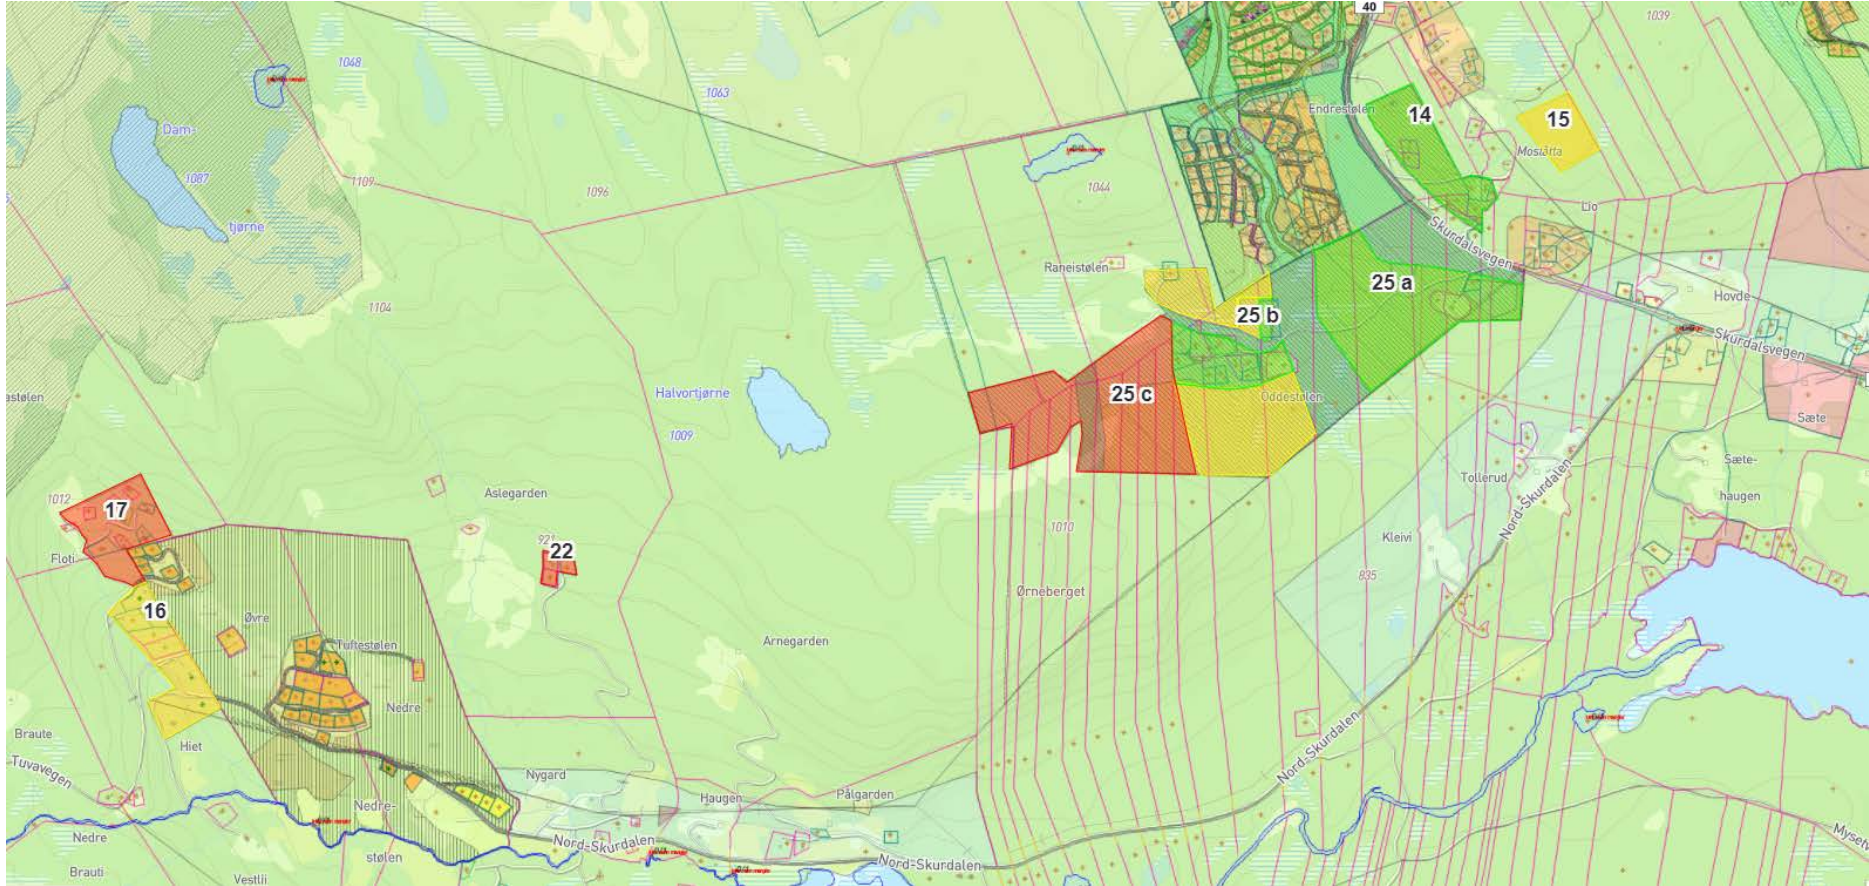 40
1039
1048
1063
Dam-
1087
tjørne
1109
1096
1044
Endrestølen
14
15
Moslåtta
Lio
Skurdalsvegen
Raneistølen
25 a
25 b
Hovde
Skurdalsvegen
1104
astølen
Halvortjørne
1009
25 c
Oddestølen
Sæte
Tollerud
Sæte-
haugen
Nord-Skurdalen
1012
17
Aslegarden
921
22
1010
Kleivi
835
Floti
Ørneberget
16
Øvre
Tuftestølen
Arnegarden
Nedre
Braute
Hiet
Tuvavegen
Nord-Skurdalen
Nygard
Haugen
Pålgarden
Nedre-
Nedre
stølen
Nord-Skurdalen
Nord-Skurdalen
Brauti
Vestlii
Mysetv